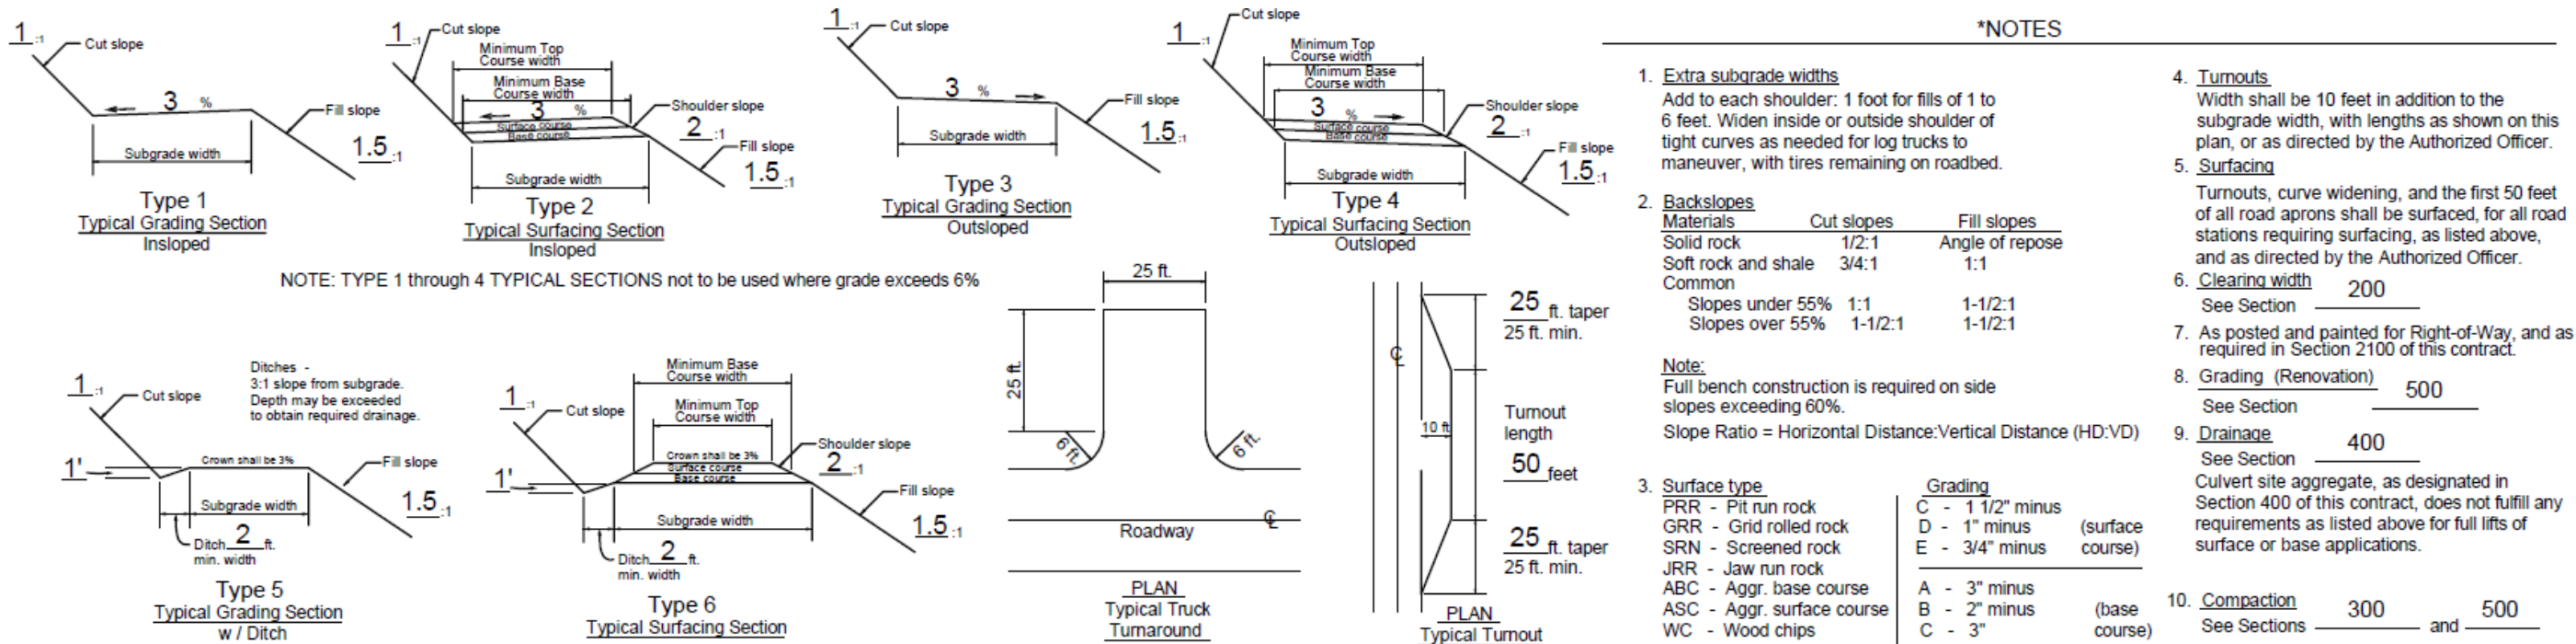 1 :1
Cut slope
3 %
Fill slope
1.5 :1
Subgrade width
Type 1
Typical Grading Section
Insloped
1 :1
Cut slope
Minimum Top
Course width
Minimum Base
Course width
3 %
Surface course
Base course
Shoulder slope
2 :1
Fill slope
1.5 :1
Subgrade width
Type 2
Typical Surfacing Section
Insloped
1 :1
Cut slope
3 %
Fill slope
1.5 :1
Subgrade width
Type 3
Typical Grading Section
Outsloped
1 :1
Cut slope
Minimum Top
Course width
Minimum Base
Course width
3 %
Surface course
Base course
Shoulder slope
2 :1
Fill slope
1.5 :1
Subgrade width
Type 4
Typical Surfacing Section
Outsloped
NOTE: TYPE 1 through 4 TYPICAL SECTIONS not to be used where grade exceeds 6%
Ditches -
3:1 slope from subgrade.
Depth may be exceeded
to obtain required drainage.
1 :1
Cut slope
1'
Crown shall be 3%
Fill slope
1.5 :1
Subgrade width
Ditch 2 ft.
min. width
Type 5
Typical Grading Section
w / Ditch
1 :1
Cut slope
Minimum Base
Course width
Minimum Top
Course width
Shoulder slope
2 :1
Crown shall be 3%
Surface course
Base course
1'
Fill slope
1.5 :1
Subgrade width
Ditch 2 ft.
min. width
Type 6
Typical Surfacing Section
25 ft.
25 ft.
6 ft.
6 ft.
Roadway
℄
PLAN
Typical Truck
Turnaround
℄
25 ft. taper
25 ft. min.
10 ft
Turnout
length
50 feet
25 ft. taper
25 ft. min.
PLAN
Typical Turnout
*NOTES
1. Extra subgrade widths
Add to each shoulder: 1 foot for fills of 1 to
6 feet. Widen inside or outside shoulder of
tight curves as needed for log trucks to
maneuver, with tires remaining on roadbed.
2. Backslopes
Materials Cut slopes Fill slopes
Solid rock 1/2:1 Angle of repose
Soft rock and shale 3/4:1 1:1
Common
Slopes under 55% 1:1 1-1/2:1
Slopes over 55% 1-1/2:1 1-1/2:1
Note:
Full bench construction is required on side
slopes exceeding 60%.
Slope Ratio = Horizontal Distance:Vertical Distance (HD:VD)
3. Surface type Grading
PRR - Pit run rock C - 1 1/2" minus
GRR - Grid rolled rock D - 1" minus (surface
SRN - Screened rock E - 3/4" minus course)
JRR - Jaw run rock
ABC - Aggr. base course A - 3" minus
ASC - Aggr. surface course B - 2" minus (base
WC - Wood chips C - 3" course)
4. Turnouts
Width shall be 10 feet in addition to the
subgrade width, with lengths as shown on this
plan, or as directed by the Authorized Officer.
5. Surfacing
Turnouts, curve widening, and the first 50 feet
of all road aprons shall be surfaced, for all road
stations requiring surfacing, as listed above,
and as directed by the Authorized Officer.
6. Clearing width
See Section 200
7. As posted and painted for Right-of-Way, and as
required in Section 2100 of this contract.
8. Grading (Renovation)
See Section 500
9. Drainage
See Section 400
Culvert site aggregate, as designated in
Section 400 of this contract, does not fulfill any
requirements as listed above for full lifts of
surface or base applications.
10. Compaction
See Sections 300 and 500